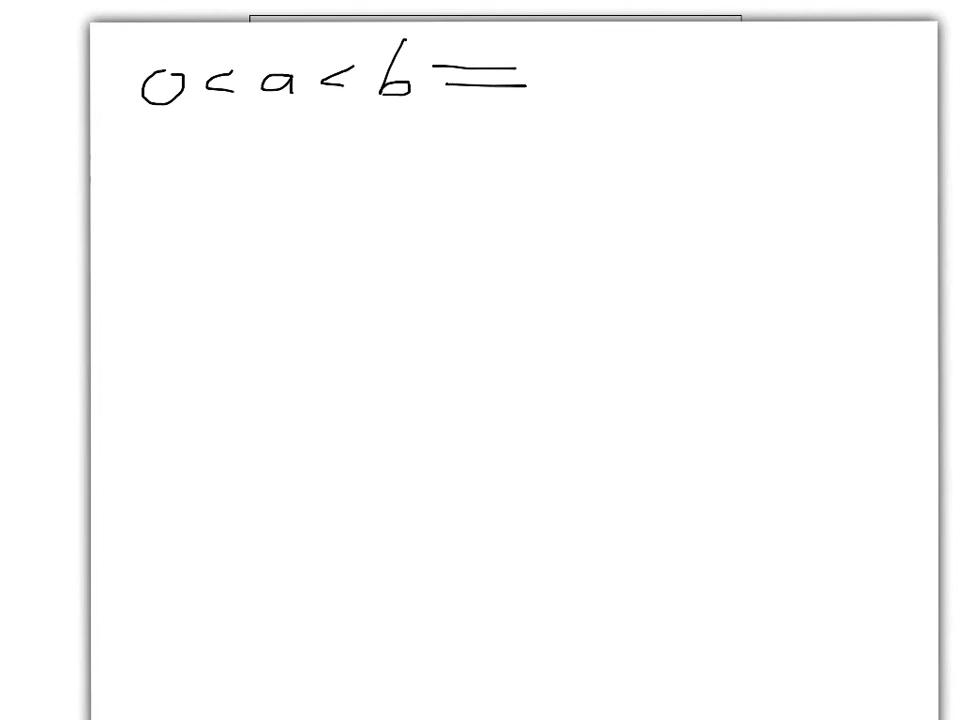 0 < a < b =